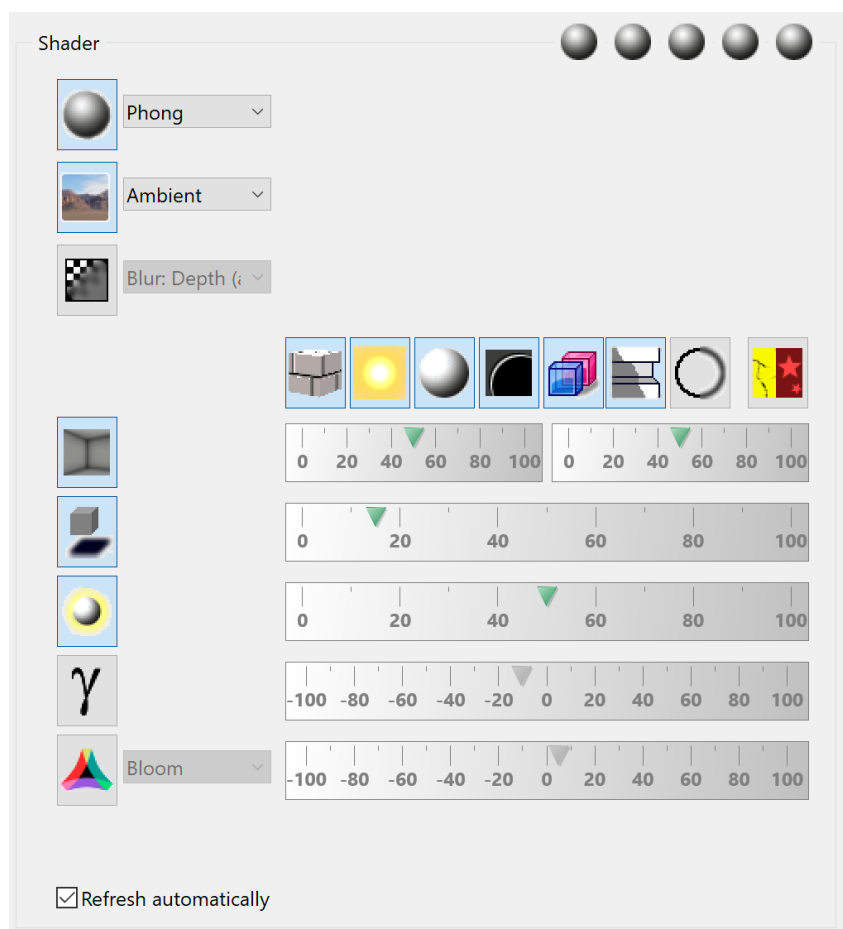 Shader
Phong
Ambient
Blur: Depth (a
0 20 40 60 80 100 0 20 40 60 80 100
0 20 40 60 80 100
0 20 40 60 80 100
γ -100 -80 -60 -40 -20 0 20 40 60 80 100
Bloom -100 -80 -60 -40 -20 0 20 40 60 80 100
Refresh automatically